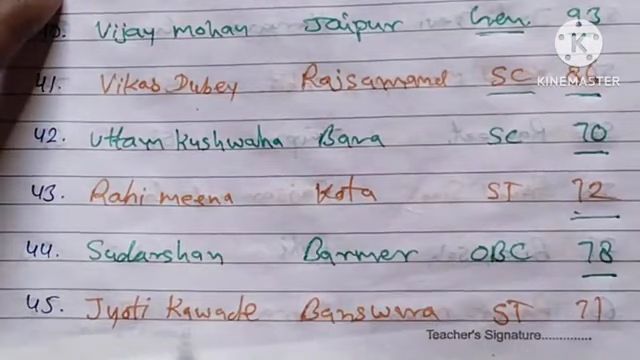 40. Vijay mohan Jaipur Gen. 93
41. Vikas Dubey Rajsamand SC
KINEMASTER
42. Uttam Kushwaha Bara SC 70
43. Rahi meena Kota ST 72
44. Sudarshan Barmer OBC 78
45. Jyoti Kawade Banswara ST 71
Teacher's Signature..............